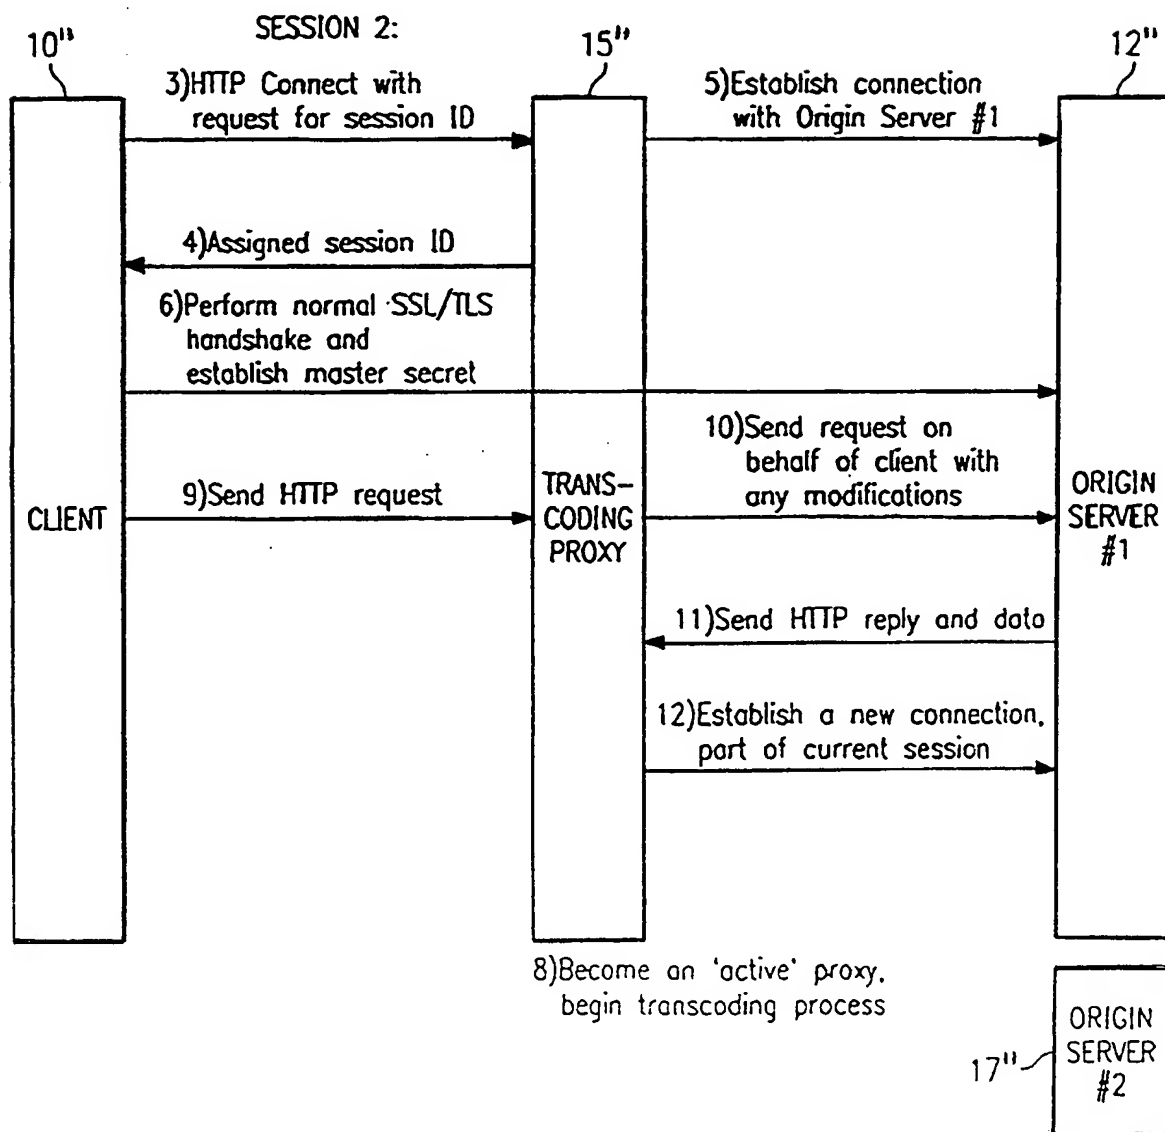 SESSION 2:
10"
15"
12"
3)HTTP Connect with
request for session ID
5)Establish connection
with Origin Server #1
4)Assigned session ID
6)Perform normal SSL/TLS
handshake and
establish master secret
10)Send request on
behalf of client with
any modifications
9)Send HTTP request
CLIENT
TRANS-
CODING
PROXY
ORIGIN
SERVER
#1
11)Send HTTP reply and data
12)Establish a new connection,
part of current session
8)Become an 'active' proxy,
begin transcoding process
17"
ORIGIN
SERVER
#2